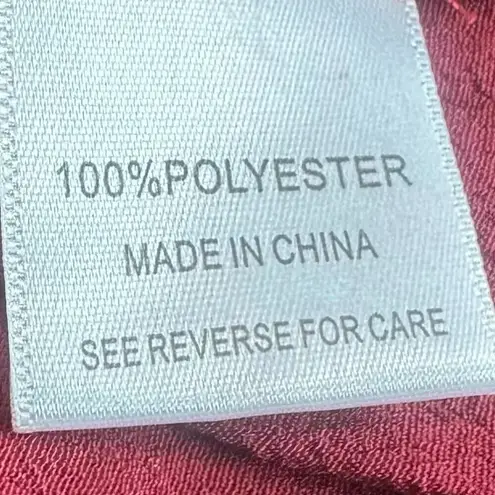 100%POLYESTER
MADE IN CHINA
SEE REVERSE FOR CARE